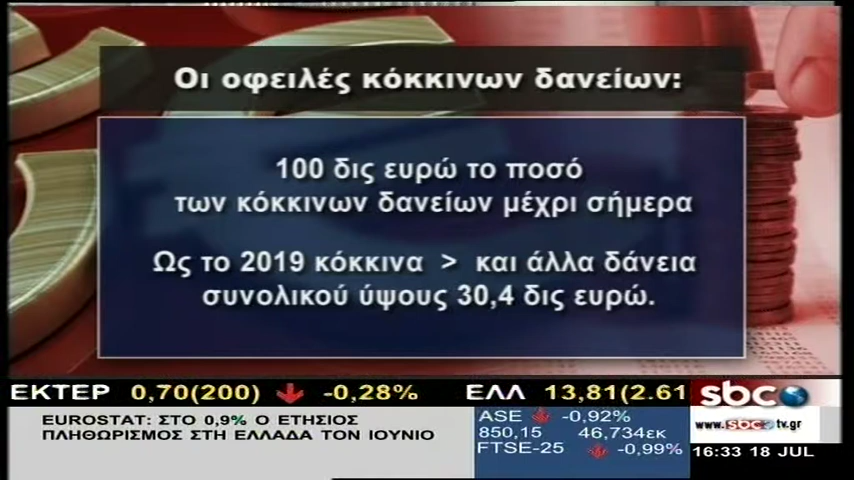 Οι οφειλές κόκκινων δανείων:
100 δις ευρώ το ποσό
των κόκκινων δανείων μέχρι σήμερα
Ως το 2019 κόκκινα > και άλλα δάνεια
συνολικού ύψους 30,4 δις ευρώ.
ΕΚΤΕΡ 0,70(200) -0,28% ΕΛΛ 13,81(2.61
sbc
EUROSTAT: ΣΤΟ 0,9% Ο ΕΤΗΣΙΟΣ
ΠΛΗΘΩΡΙΣΜΟΣ ΣΤΗ ΕΛΛΑΔΑ ΤΟΝ ΙΟΥΝΙΟ
ASE -0,92%
850,15 46,734εκ
FTSE-25 -0,99%
www.sbctv.gr
16:33 18 JUL